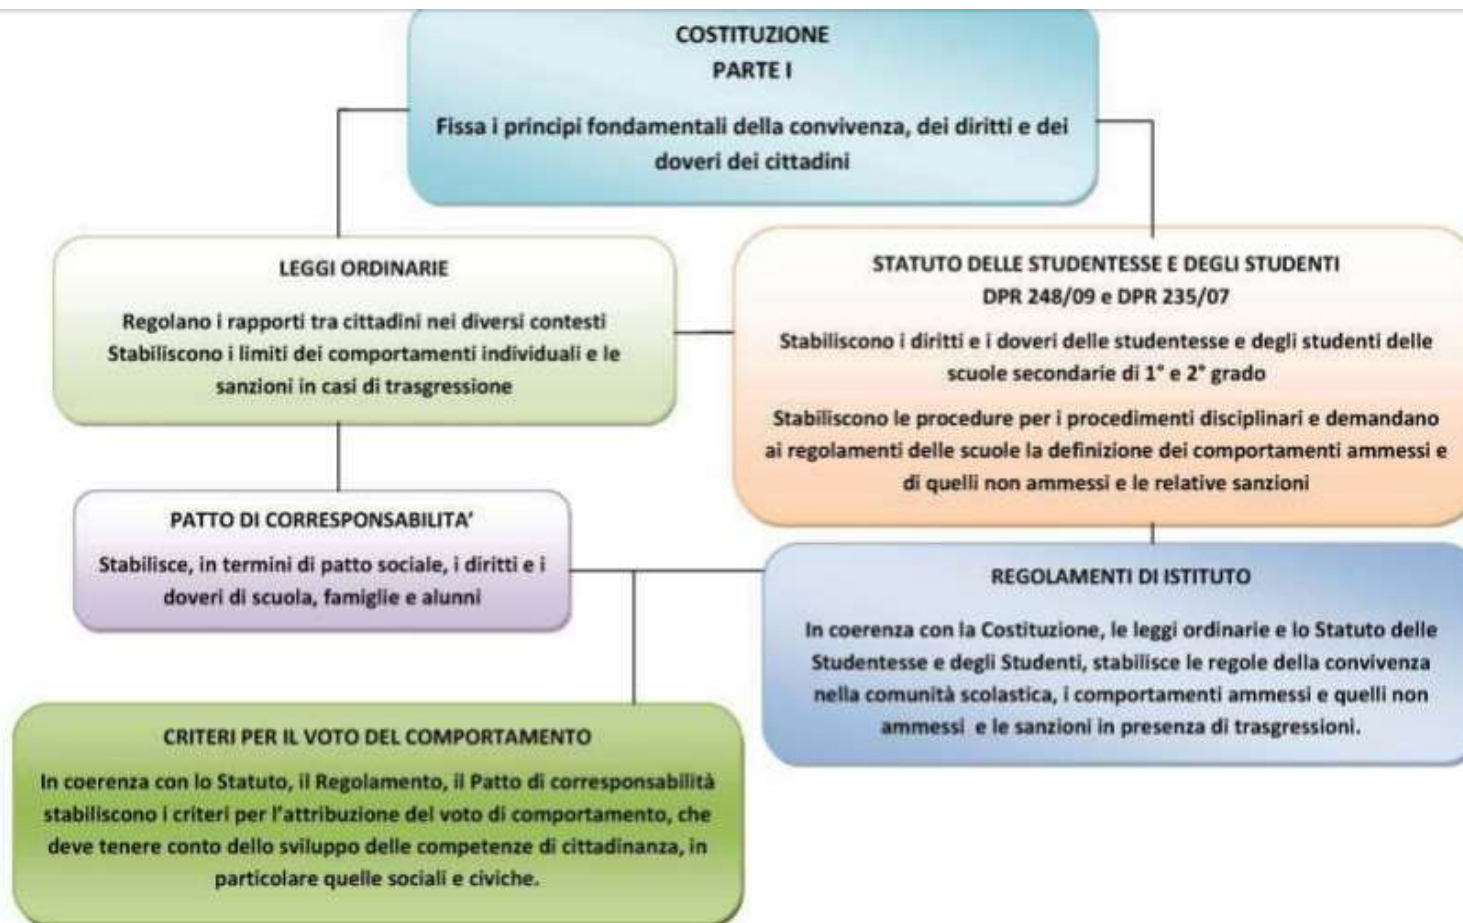 COSTITUZIONE
PARTE I
Fissa i principi fondamentali della convivenza, dei diritti e dei
doveri dei cittadini
LEGGI ORDINARIE
Regolano i rapporti tra cittadini nei diversi contesti
Stabiliscono i limiti dei comportamenti individuali e le
sanzioni in casi di trasgressione
STATUTO DELLE STUDENTESSE E DEGLI STUDENTI
DPR 248/09 e DPR 235/07
Stabiliscono i diritti e i doveri delle studentesse e degli studenti delle
scuole secondarie di 1° e 2° grado
Stabiliscono le procedure per i procedimenti disciplinari e demandano
ai regolamenti delle scuole la definizione dei comportamenti ammessi e
di quelli non ammessi e le relative sanzioni
PATTO DI CORRESPONSABILITA’
Stabilisce, in termini di patto sociale, i diritti e i
doveri di scuola, famiglie e alunni
REGOLAMENTI DI ISTITUTO
In coerenza con la Costituzione, le leggi ordinarie e lo Statuto delle
Studentesse e degli Studenti, stabilisce le regole della convivenza
nella comunità scolastica, i comportamenti ammessi e quelli non
ammessi e le sanzioni in presenza di trasgressioni.
CRITERI PER IL VOTO DEL COMPORTAMENTO
In coerenza con lo Statuto, il Regolamento, il Patto di corresponsabilità
stabiliscono i criteri per l’attribuzione del voto di comportamento, che
deve tenere conto dello sviluppo delle competenze di cittadinanza, in
particolare quelle sociali e civiche.